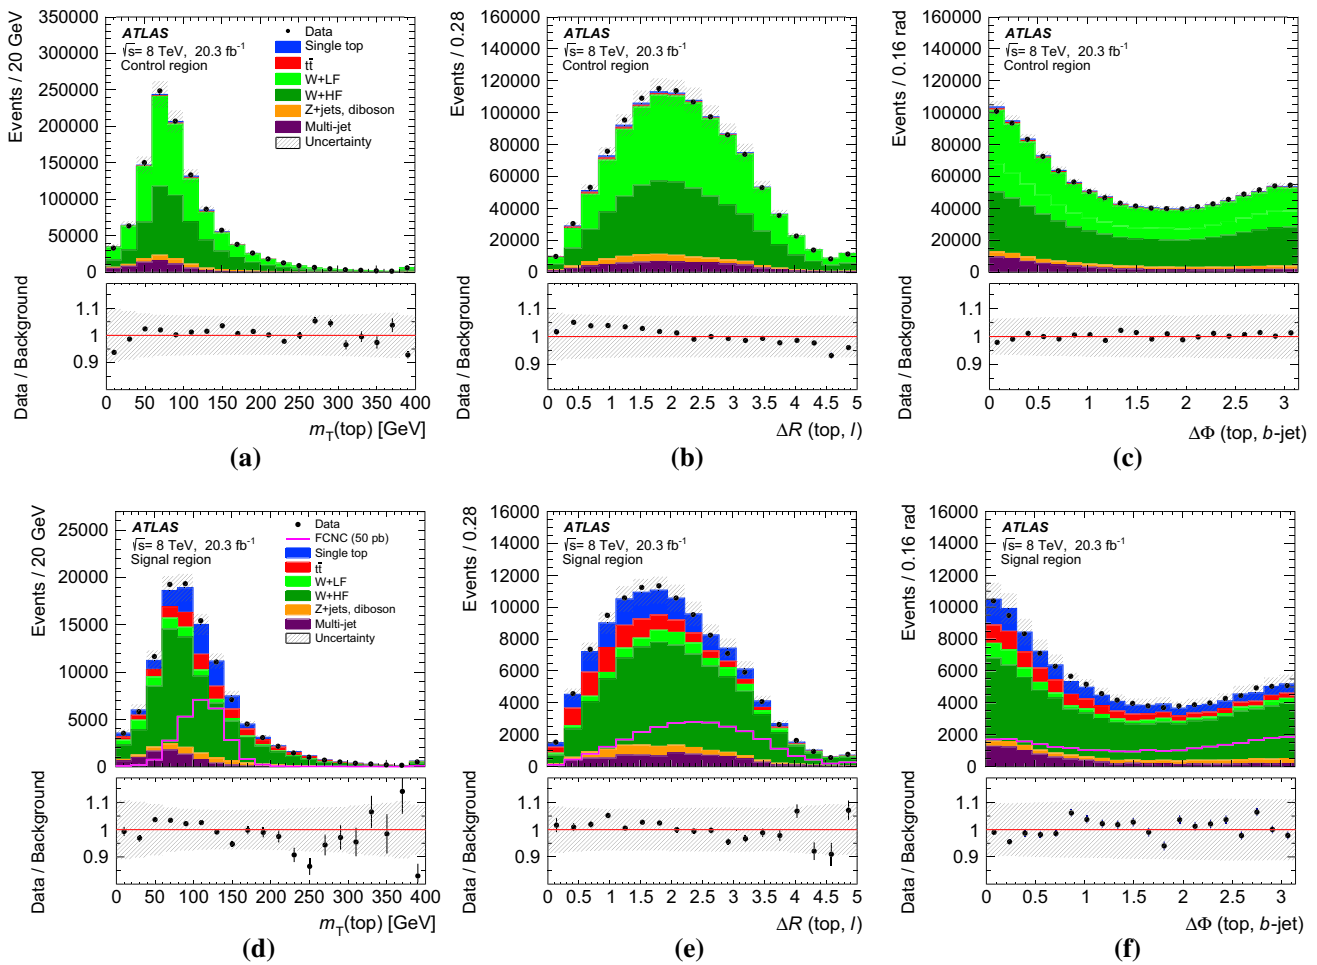 ATLAS
√s= 8 TeV, 20.3 fb⁻¹
Control region
Data
Single top
tt̄
W+LF
W+HF
Z+jets, diboson
Multi-jet
Uncertainty
Events / 20 GeV
350000
300000
250000
200000
150000
100000
50000
0
Data / Background
1.1
1
0.9
0 50 100 150 200 250 300 350 400
m_T(top) [GeV]
(a)
ATLAS
√s= 8 TeV, 20.3 fb⁻¹
Control region
Events / 0.28
160000
140000
120000
100000
80000
60000
40000
20000
0
Data / Background
1.1
1
0.9
0 0.5 1 1.5 2 2.5 3 3.5 4 4.5 5
ΔR (top, l)
(b)
ATLAS
√s= 8 TeV, 20.3 fb⁻¹
Control region
Events / 0.16 rad
160000
140000
120000
100000
80000
60000
40000
20000
0
Data / Background
1.1
1
0.9
0 0.5 1 1.5 2 2.5 3
ΔΦ (top, b-jet)
(c)
ATLAS
√s= 8 TeV, 20.3 fb⁻¹
Signal region
Data
FCNC (50 pb)
Single top
tt̄
W+LF
W+HF
Z+jets, diboson
Multi-jet
Uncertainty
Events / 20 GeV
25000
20000
15000
10000
5000
0
Data / Background
1.1
1
0.9
0 50 100 150 200 250 300 350 400
m_T(top) [GeV]
(d)
ATLAS
√s= 8 TeV, 20.3 fb⁻¹
Signal region
Events / 0.28
16000
14000
12000
10000
8000
6000
4000
2000
0
Data / Background
1.1
1
0.9
0 0.5 1 1.5 2 2.5 3 3.5 4 4.5 5
ΔR (top, l)
(e)
ATLAS
√s= 8 TeV, 20.3 fb⁻¹
Signal region
Events / 0.16 rad
16000
14000
12000
10000
8000
6000
4000
2000
0
Data / Background
1.1
1
0.9
0 0.5 1 1.5 2 2.5 3
ΔΦ (top, b-jet)
(f)